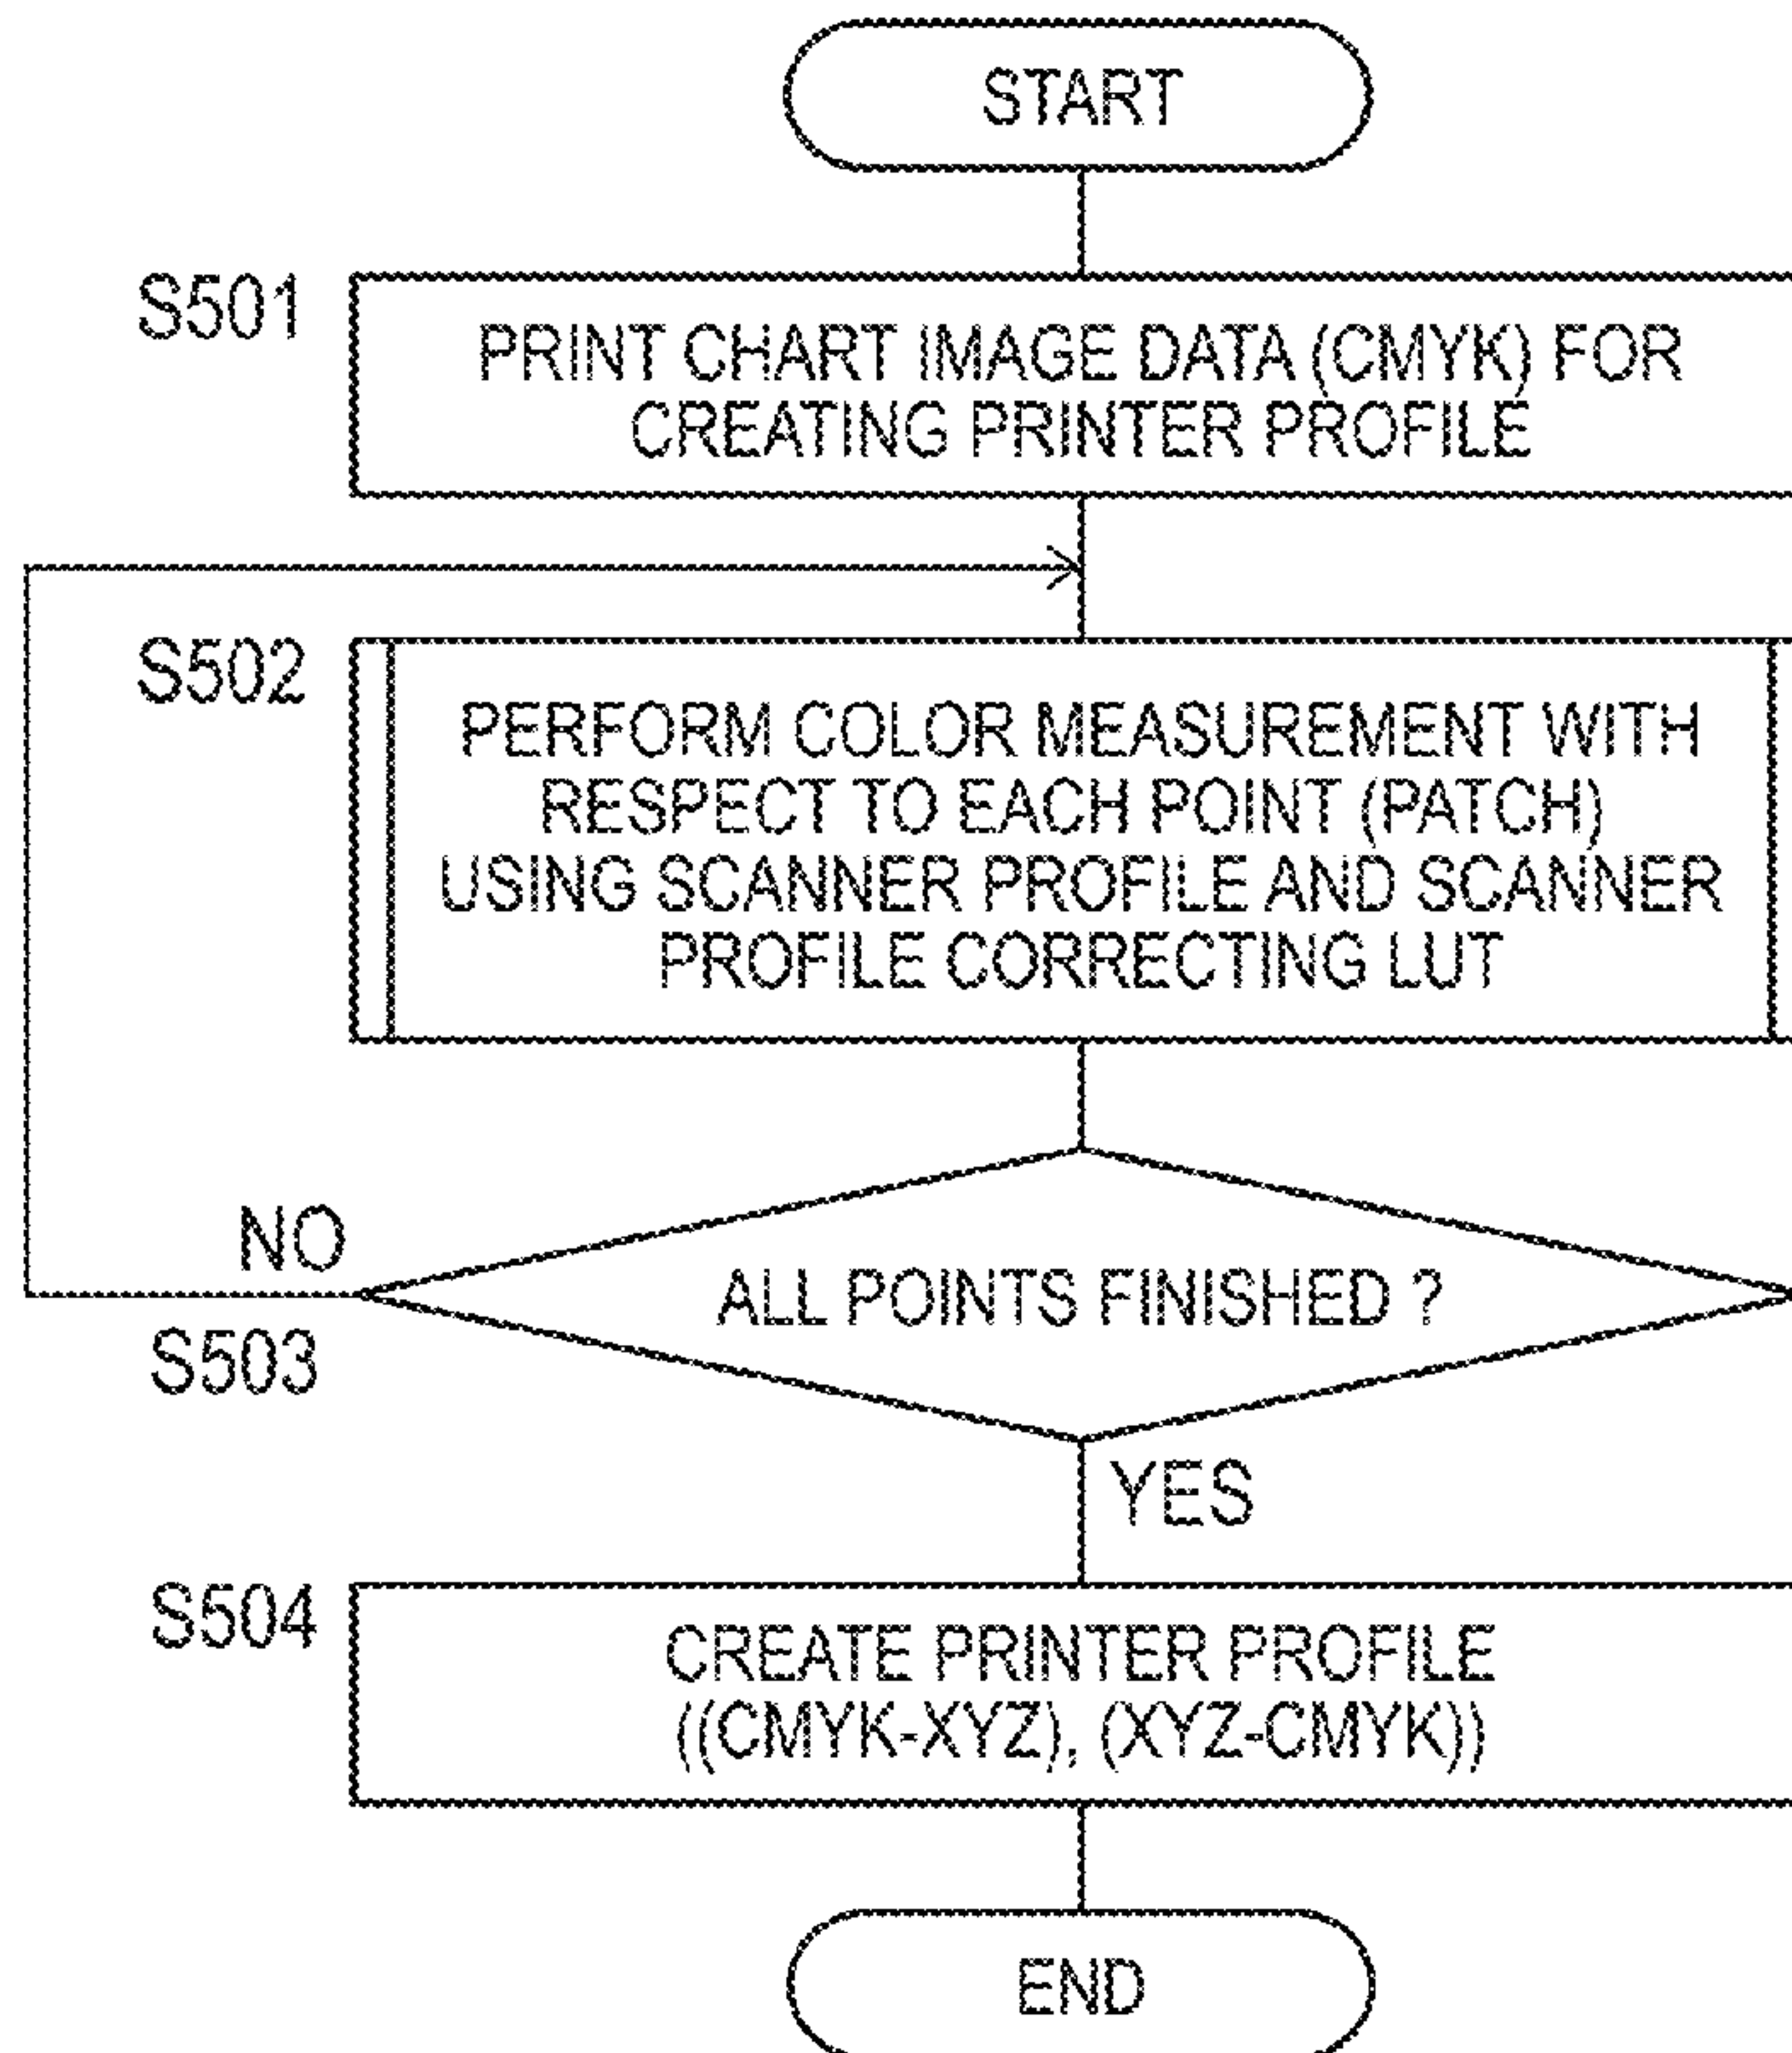 START
S501
PRINT CHART IMAGE DATA (CMYK) FOR
CREATING PRINTER PROFILE
S502
PERFORM COLOR MEASUREMENT WITH
RESPECT TO EACH POINT (PATCH)
USING SCANNER PROFILE AND SCANNER
PROFILE CORRECTING LUT
NO
ALL POINTS FINISHED ?
S503
YES
S504
CREATE PRINTER PROFILE
((CMYK-XYZ), (XYZ-CMYK))
END